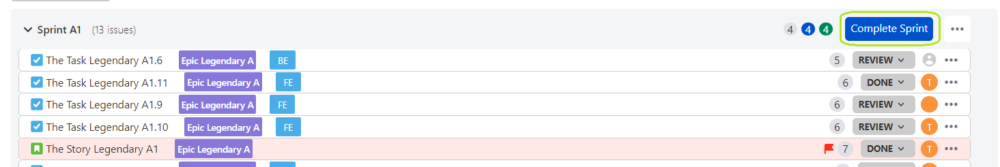 Sprint A1 (13 issues) 4 4 4 Complete Sprint
The Task Legendary A1.6 Epic Legendary A BE 5 REVIEW
The Task Legendary A1.11 Epic Legendary A FE 6 DONE T
The Task Legendary A1.9 Epic Legendary A FE 6 REVIEW
The Task Legendary A1.10 Epic Legendary A FE 6 REVIEW T
The Story Legendary A1 Epic Legendary A 7 DONE T